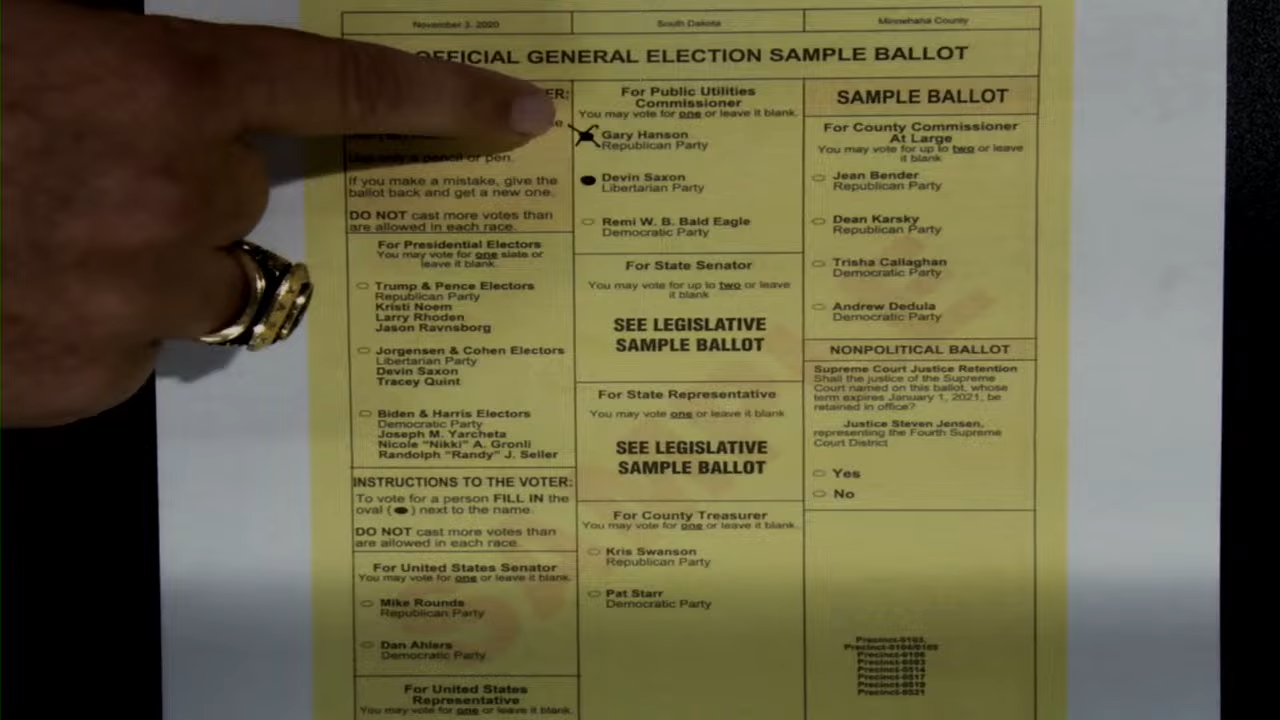 November 3, 2020
South Dakota
Minnehaha County
OFFICIAL GENERAL ELECTION SAMPLE BALLOT
Use only a pencil or pen.
If you make a mistake, give the
ballot back and get a new one.
DO NOT cast more votes than
are allowed in each race.
For Presidential Electors
You may vote for one slate or
leave it blank.
Trump & Pence Electors
Republican Party
Kristi Noem
Larry Rhoden
Jason Ravnsborg
Jorgensen & Cohen Electors
Libertarian Party
Devin Saxon
Tracey Quint
Biden & Harris Electors
Democratic Party
Joseph M. Yarcheta
Nicole "Nikki" A. Gronli
Randolph "Randy" J. Seiler
INSTRUCTIONS TO THE VOTER:
To vote for a person FILL IN the
oval ( ) next to the name.
DO NOT cast more votes than
are allowed in each race.
For United States Senator
You may vote for one or leave it blank.
Mike Rounds
Republican Party
Dan Ahlers
Democratic Party
For United States
Representative
You may vote for one or leave it blank.
For Public Utilities
Commissioner
You may vote for one or leave it blank.
Gary Hanson
Republican Party
Devin Saxon
Libertarian Party
Remi W. B. Bald Eagle
Democratic Party
For State Senator
You may vote for up to two or leave
it blank
SEE LEGISLATIVE
SAMPLE BALLOT
For State Representative
You may vote one or leave it blank
SEE LEGISLATIVE
SAMPLE BALLOT
For County Treasurer
You may vote for one or leave it blank.
Kris Swanson
Republican Party
Pat Starr
Democratic Party
SAMPLE BALLOT
For County Commissioner
At Large
You may vote for up to two or leave
it blank
Jean Bender
Republican Party
Dean Karsky
Republican Party
Trisha Callaghan
Democratic Party
Andrew Dedula
Democratic Party
NONPOLITICAL BALLOT
Supreme Court Justice Retention
Shall the justice of the Supreme
Court named on this ballot, whose
term expires January 1, 2021, be
retained in office?
Justice Steven Jensen,
representing the Fourth Supreme
Court District
Yes
No